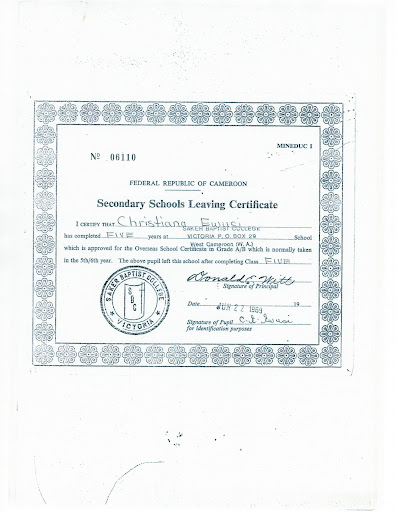 MINEDUC 1
Nº 06110
FEDERAL REPUBLIC OF CAMEROON
Secondary Schools Leaving Certificate
I CERTIFY THAT Christiana
SAKER BAPTIST COLLEGE
has completed FIVE years at VICTORIA P. O. BOX 29 School
West Cameroon (W. A.)
which is approved for the Overseas School Certificate in Grade A/B which is normally taken
in the 5th/6th year. The above pupil left this school after completing Class FIVE
Signature of Principal
Date JUN 22 1969 19
Signature of Pupil
for identification purposes
SAKER BAPTIST COLLEGE
SBC
VICTORIA